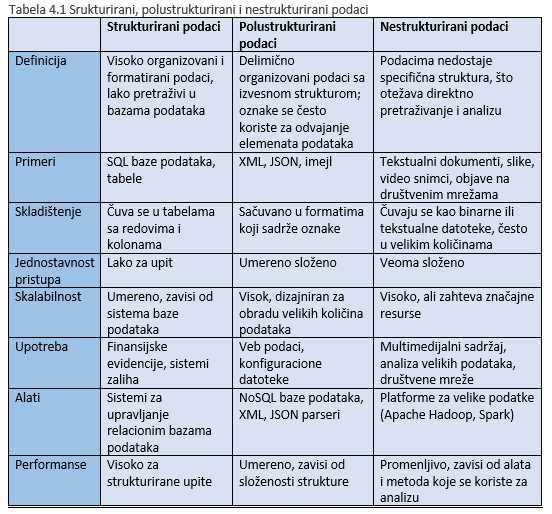 Tabela 4.1 Srukturirani, polustrukturirani i nestrukturirani podaci
Strukturirani podaci
Polustrukturirani
podaci
Nestrukturirani podaci
Definicija
Visoko organizovani i
formatirani podaci,
lako pretraživi u
bazama podataka
Delimično
organizovani podaci sa
izvesnom strukturom;
oznake se često
koriste za odvajanje
elemenata podataka
Podacima nedostaje
specifična struktura, što
otežava direktno
pretraživanje i analizu
Primeri
SQL baze podataka,
tabele
XML, JSON, imejl
Tekstualni dokumenti, slike,
video snimci, objave na
društvenim mrežama
Skladištenje
Čuva se u tabelama
sa redovima i
kolonama
Sačuvano u formatima
koji sadrže oznake
Čuvaju se kao binarne ili
tekstualne datoteke, često
u velikim količinama
Jednostavnost
pristupa
Lako za upit
Umereno složeno
Veoma složeno
Skalabilnost
Umereno, zavisi od
sistema baze
podataka
Visok, dizajniran za
obradu velikih količina
podataka
Visoko, ali zahteva značajne
resurse
Upotreba
Finansijske
evidencije, sistemi
zaliha
Veb podaci,
konfiguracione
datoteke
Multimedijalni sadržaj,
analiza velikih podataka,
društvene mreže
Alati
Sistemi za
upravljanje
relacionim bazama
podataka
NoSQL baze podataka,
XML, JSON parseri
Platforme za velike podatke
(Apache Hadoop, Spark)
Performanse
Visoko za
strukturirane upite
Umereno, zavisi od
složenosti strukture
Promenljivo, zavisi od alata
i metoda koje se koriste za
analizu